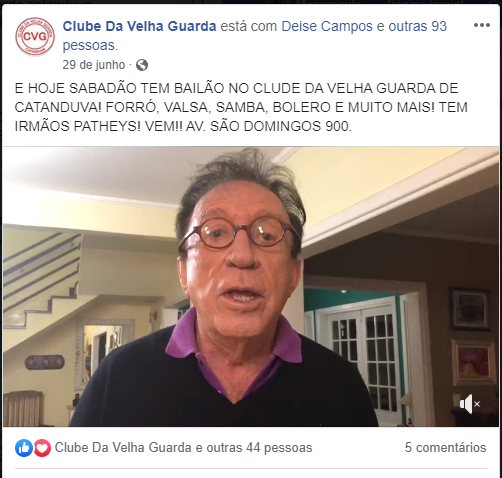 Clube Da Velha Guarda está com Deise Campos e outras 93
pessoas.
29 de junho ·
E HOJE SABADÃO TEM BAILÃO NO CLUDE DA VELHA GUARDA DE
CATANDUVA! FORRÓ, VALSA, SAMBA, BOLERO E MUITO MAIS! TEM
IRMÃOS PATHEYS! VEM!! AV. SÃO DOMINGOS 900.
CVG
Clube Da Velha Guarda e outras 44 pessoas
5 comentários